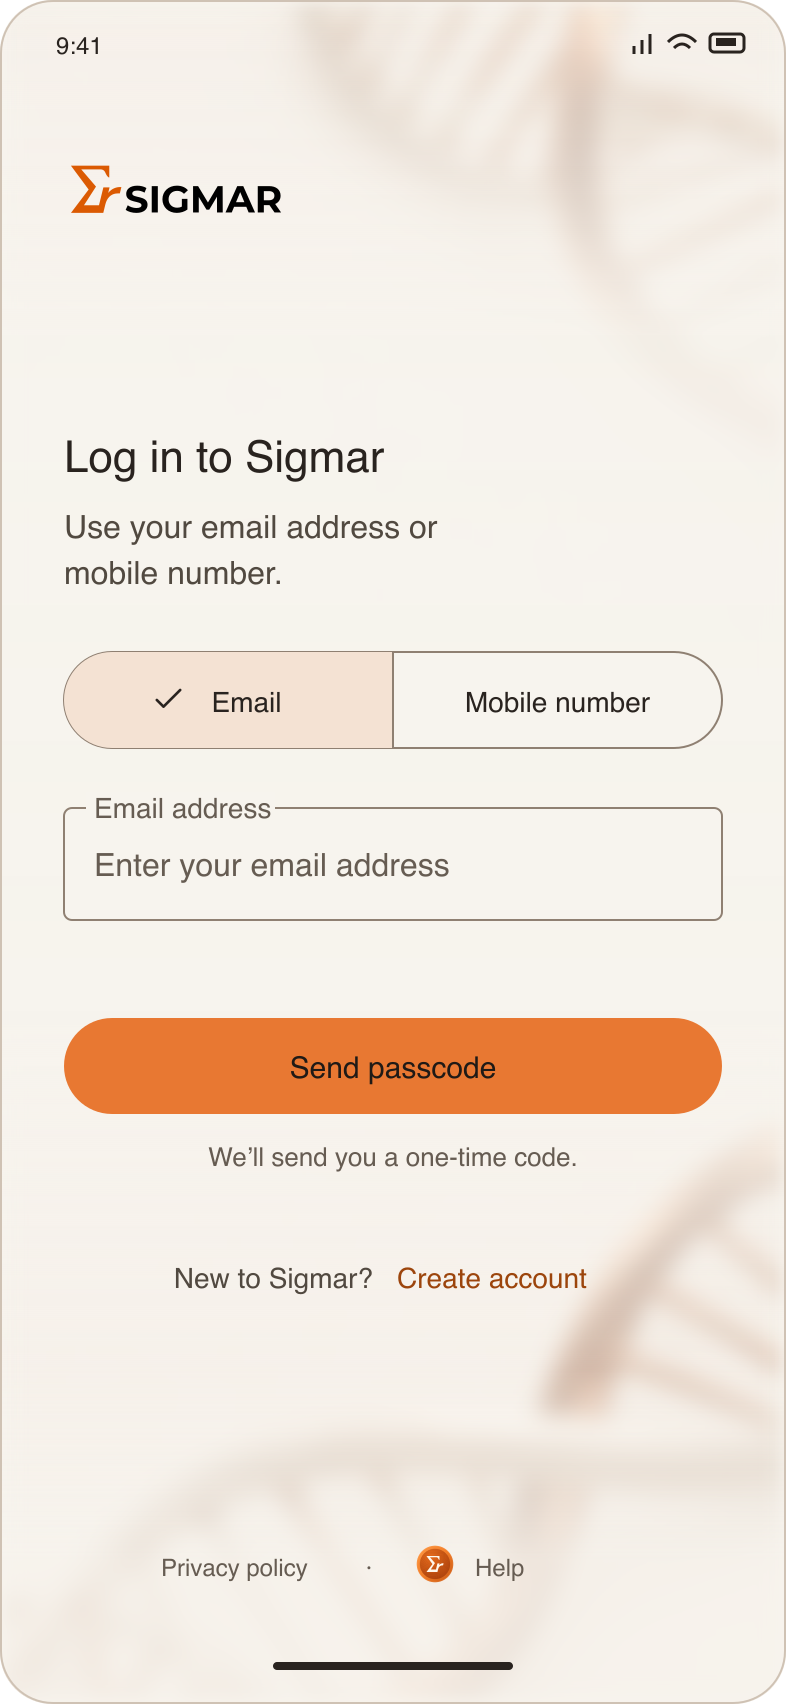 9:41
Σr SIGMAR
Log in to Sigmar
Use your email address or
mobile number.
Email
Mobile number
Email address
Enter your email address
Send passcode
We’ll send you a one-time code.
New to Sigmar? Create account
Privacy policy · Σr Help